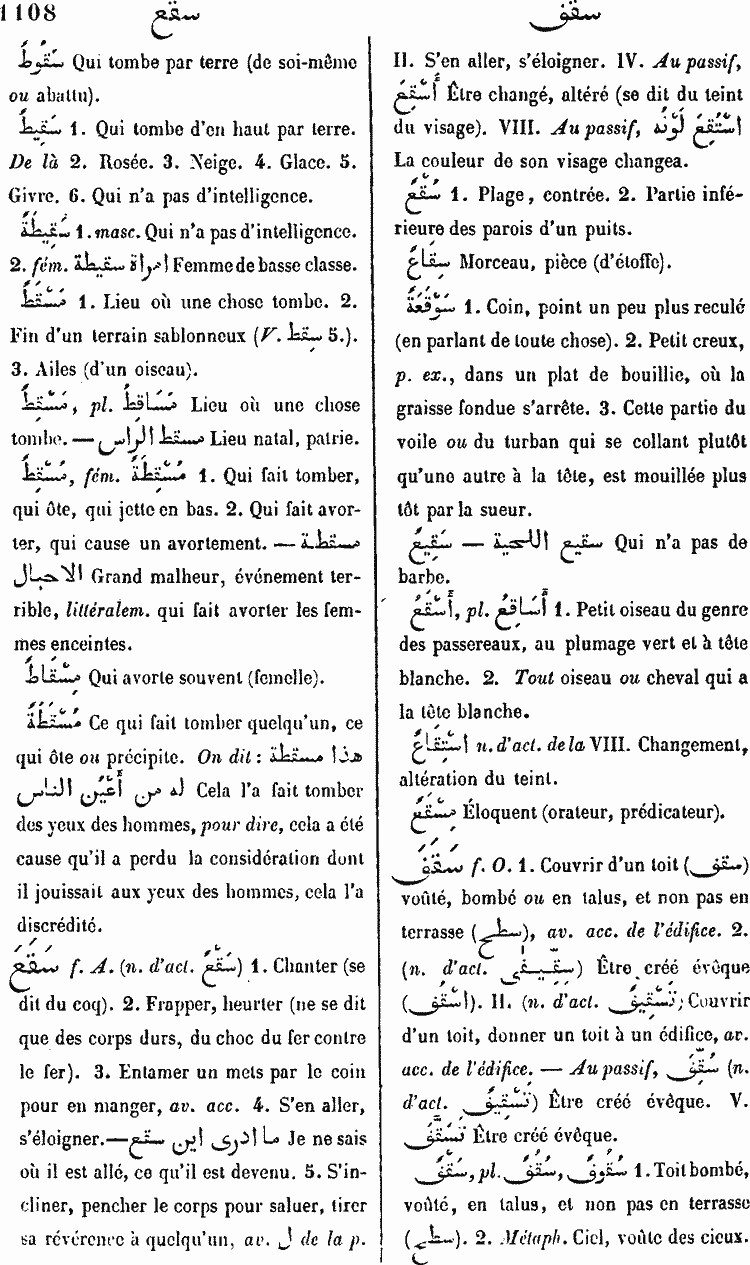 1108 سقع سقف
سَقُوطٌ Qui tombe par terre (de soi-même
ou abattu).
سَقِيطٌ 1. Qui tombe d'en haut par terre.
De là 2. Rosée. 3. Neige. 4. Glace. 5.
Givre. 6. Qui n'a pas d'intelligence.
سَقِيطَةٌ 1. masc. Qui n'a pas d'intelligence.
2. fém. امراة سقيطة Femme de basse classe.
مَسْقَطٌ 1. Lieu où une chose tombe. 2.
Fin d'un terrain sablonneux (V. سقط 5.).
3. Ailes (d'un oiseau).
مَسْقِطٌ, pl. مَسَاقِطُ Lieu où une chose
tombe. — مسقط الراس Lieu natal, patrie.
مُسْقِطٌ, fém. مُسْقِطَةٌ 1. Qui fait tomber,
qui ôte, qui jette en bas. 2. Qui fait avor-
ter, qui cause un avortement. — مسقطة
الاحبال Grand malheur, événement ter-
rible, littéralem. qui fait avorter les fem-
mes enceintes.
مِسْقَاطٌ Qui avorte souvent (femelle).
مَسْقَطَةٌ Ce qui fait tomber quelqu'un, ce
qui ôte ou précipite. On dit : هذا مسقطة
له من أَعْيُن الناس Cela l'a fait tomber
des yeux des hommes, pour dire, cela a été
cause qu'il a perdu la considération dont
il jouissait aux yeux des hommes, cela l'a
discrédité.
سَقَعَ f. A. (n. d'act. سَقْعٌ) 1. Chanter (se
dit du coq). 2. Frapper, heurter (ne se dit
que des corps durs, du choc du fer contre
le fer). 3. Entamer un mets par le coin
pour en manger, av. acc. 4. S'en aller,
s'éloigner. — ما ادرى اين سقع Je ne sais
où il est allé, ce qu'il est devenu. 5. S'in-
cliner, pencher le corps pour saluer, tirer
sa révérence à quelqu'un, av. ل de la p.
II. S'en aller, s'éloigner. IV. Au passif,
أُسْقِعَ Être changé, altéré (se dit du teint
du visage). VIII. Au passif, اسْتُقِعَ لَوْنُهُ
La couleur de son visage changea.
سُقْعٌ 1. Plage, contrée. 2. Partie infé-
rieure des parois d'un puits.
سِقَاعٌ Morceau, pièce (d'étoffe).
سَوْقَعَةٌ 1. Coin, point un peu plus reculé
(en parlant de toute chose). 2. Petit creux,
p. ex., dans un plat de bouillie, où la
graisse fondue s'arrête. 3. Cette partie du
voile ou du turban qui se collant plutôt
qu'une autre à la tête, est mouillée plus
tôt par la sueur.
سَقِيعٌ — سقيع اللحية Qui n'a pas de
barbe.
أَسْقَعُ, pl. أَسَاقِعُ 1. Petit oiseau du genre
des passereaux, au plumage vert et à tête
blanche. 2. Tout oiseau ou cheval qui a
la tête blanche.
اسْتِقَاعٌ n. d'act. de la VIII. Changement,
altération du teint.
مِسْقَعٌ Éloquent (orateur, prédicateur).
سَقَفَ f. O. 1. Couvrir d'un toit (سقف)
voûté, bombé ou en talus, et non pas en
terrasse (سطح), av. acc. de l'édifice. 2.
(n. d'act. سِقِّيفَى) Être créé évêque
(اسقف). II. (n. d'act. تَسْقِيفٌ) Couvrir
d'un toit, donner un toit à un édifice, av.
acc. de l'édifice. — Au passif, سُقِّفَ (n.
d'act. تَسْقِيفٌ) Être créé évêque. V.
تَسَقَّفَ Être créé évêque.
سَقْفٌ, pl. سُقُفٌ, سُقُوفٌ 1. Toit bombé,
voûté, en talus, et non pas en terrasse
(سطح). 2. Métaph. Ciel, voûte des cieux.